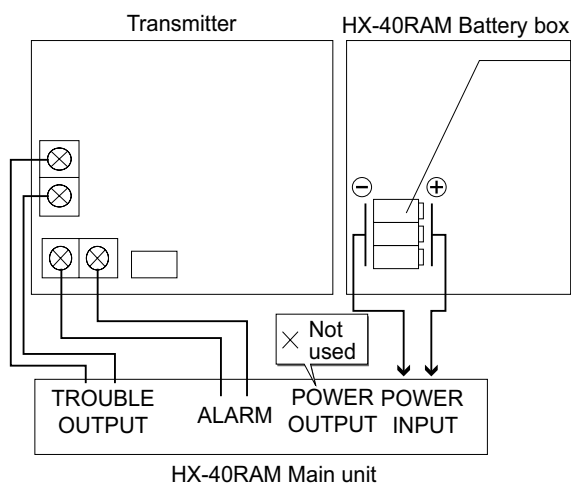 Transmitter
HX-40RAM Battery box
− +
× Not
used
TROUBLE
OUTPUT
ALARM
POWER
OUTPUT
POWER
INPUT
HX-40RAM Main unit